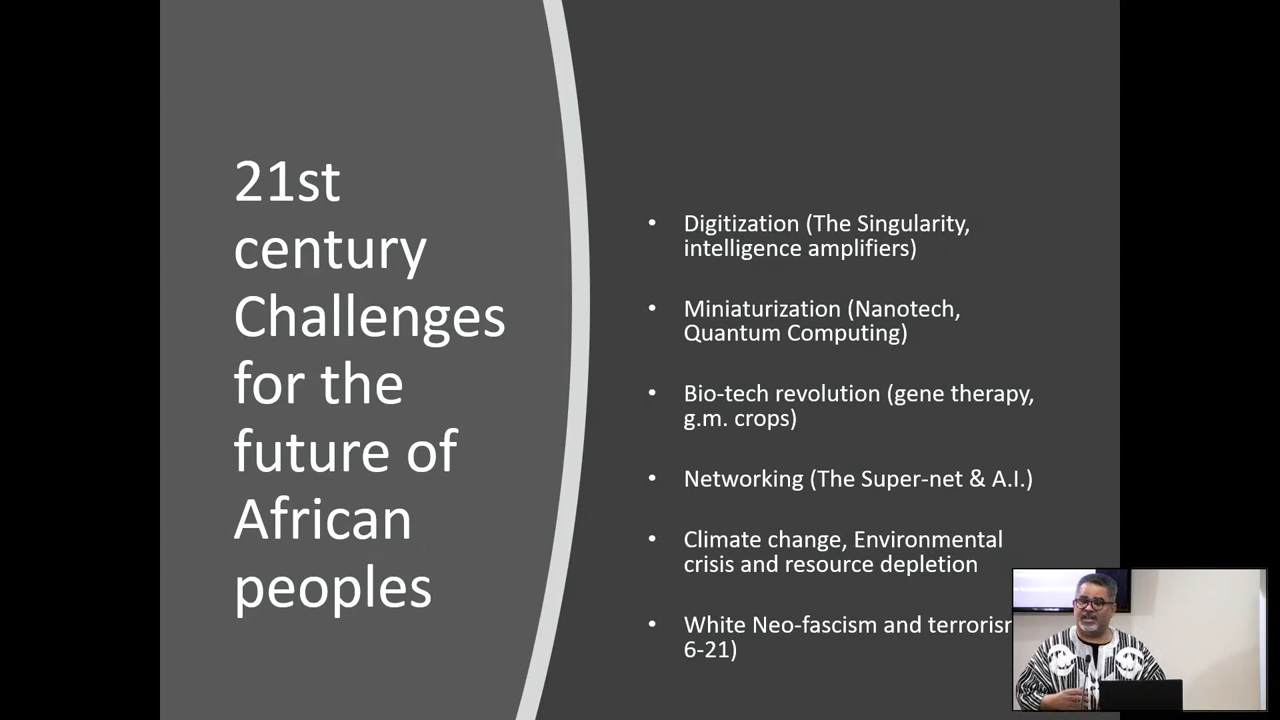 21st
century
Challenges
for the
future of
African
peoples
• Digitization (The Singularity,
intelligence amplifiers)
• Miniaturization (Nanotech,
Quantum Computing)
• Bio-tech revolution (gene therapy,
g.m. crops)
• Networking (The Super-net & A.I.)
• Climate change, Environmental
crisis and resource depletion
• White Neo-fascism and
6-21)